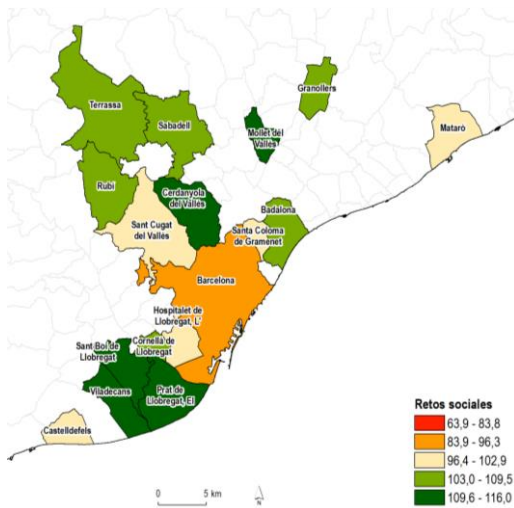 Granollers
Terrassa
Sabadell
Mollet del
Vallès
Mataró
Rubí
Cerdanyola
del Vallès
Badalona
Sant Cugat
del Vallès
Santa Coloma
de Gramenet
Barcelona
Hospitalet de
Llobregat, L'
Sant Boi de
Llobregat
Cornellà de
Llobregat
Viladecans
Prat de
Llobregat, El
Castelldefels
Retos sociales
63,9 - 83,8
83,9 - 96,3
96,4 - 102,9
103,0 - 109,5
109,6 - 116,0
0 5 km
N